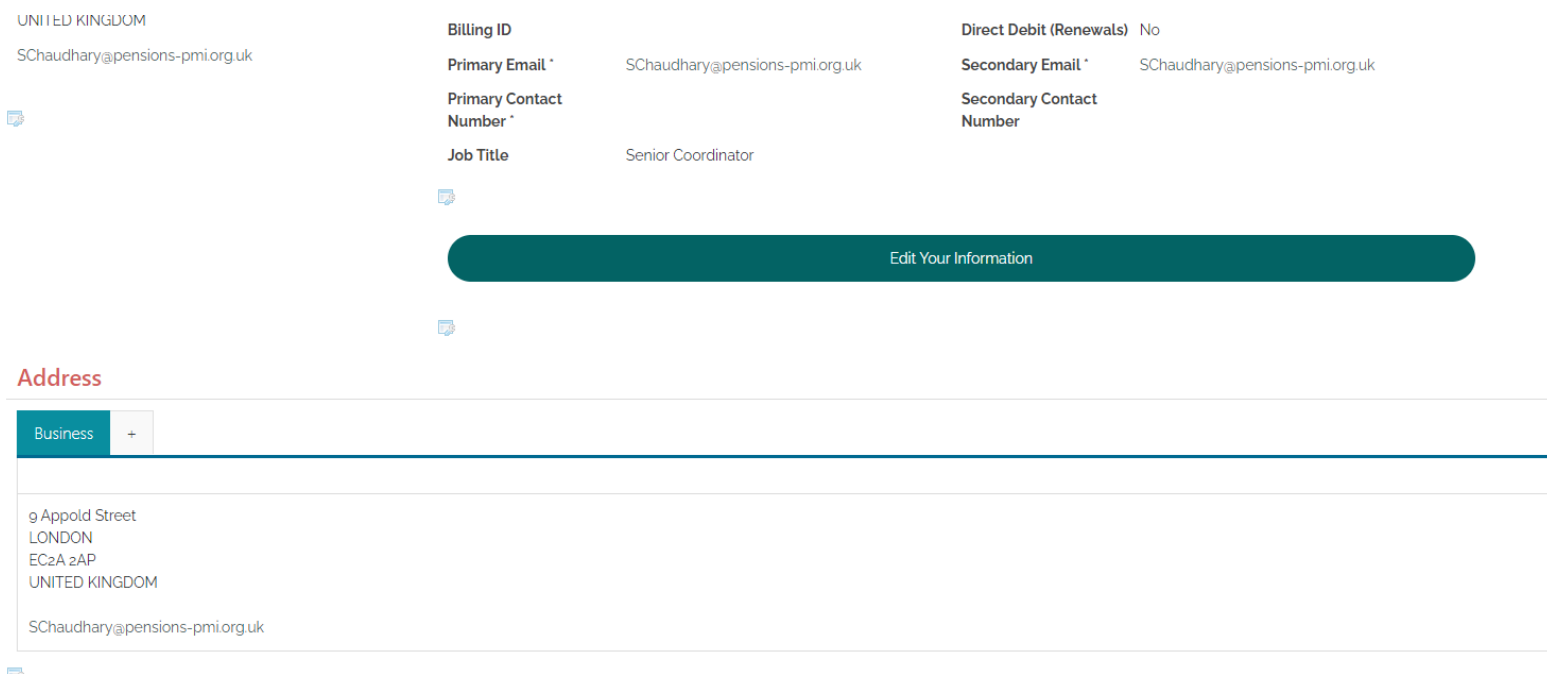 UNITED KINGDOM
SChaudhary@pensions-pmi.org.uk
Billing ID
Direct Debit (Renewals) No
Primary Email * SChaudhary@pensions-pmi.org.uk
Secondary Email * SChaudhary@pensions-pmi.org.uk
Primary Contact
Number *
Secondary Contact
Number
Job Title Senior Coordinator
Edit Your Information
Address
Business +
9 Appold Street
LONDON
EC2A 2AP
UNITED KINGDOM
SChaudhary@pensions-pmi.org.uk